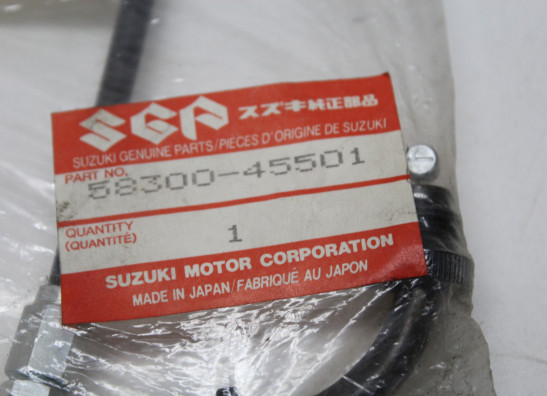 SGP スズキ純正部品
SUZUKI GENUINE PARTS/PIECES D'ORIGINE DE SUZUKI
PART NO. 58300-45501
QUANTITY
(QUANTITÉ) 1
SUZUKI MOTOR CORPORATION
MADE IN JAPAN/FABRIQUÉ AU JAPON